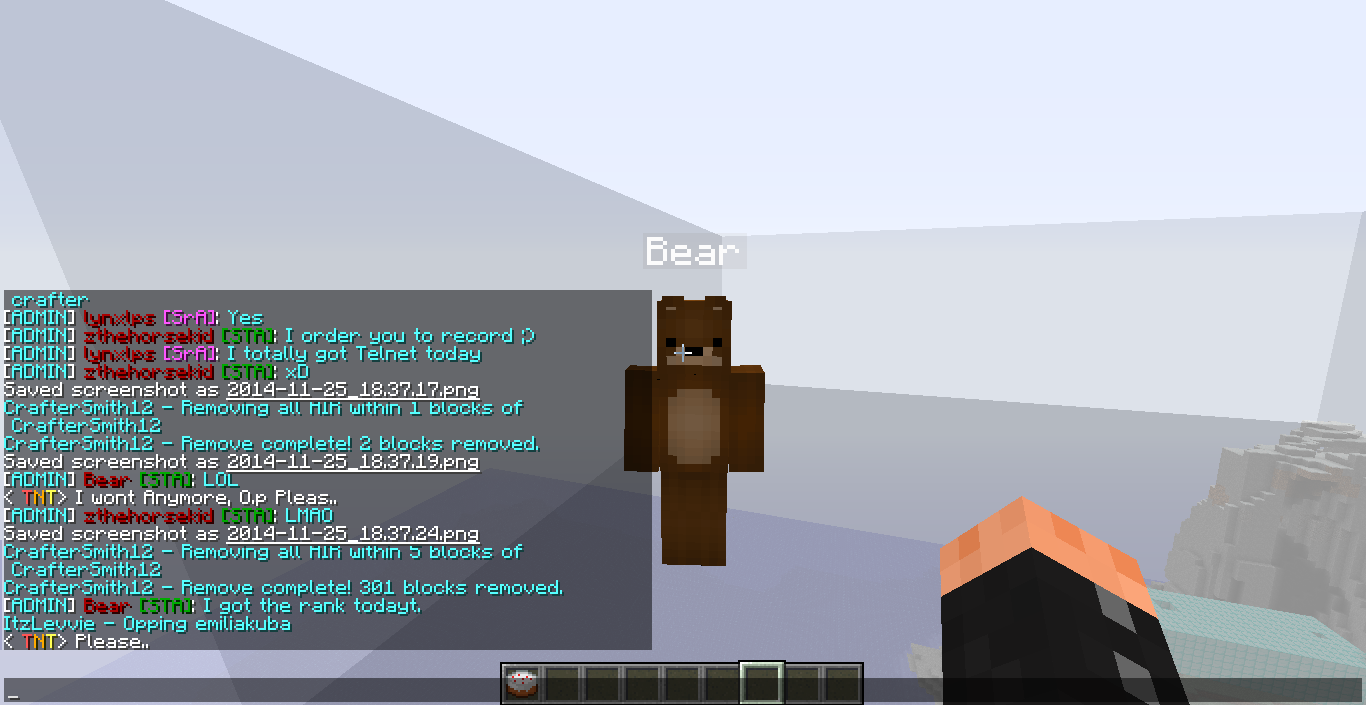 Bear
crafter
[ADMIN] lynxlps [SrA]: Yes
[ADMIN] zthehorsekid [STA]: I order you to record ;)
[ADMIN] lynxlps [SrA]: I totally got Telnet today
[ADMIN] zthehorsekid [STA]: xD
Saved screenshot as 2014-11-25_18.37.17.png
CrafterSmith12 - Removing all AIR within 1 blocks of
CrafterSmith12
CrafterSmith12 - Remove complete! 2 blocks removed.
Saved screenshot as 2014-11-25_18.37.19.png
[ADMIN] Bear [STA]: LOL
< TNT> I wont Anymore, O.p Pleas..
[ADMIN] zthehorsekid [STA]: LMAO
Saved screenshot as 2014-11-25_18.37.24.png
CrafterSmith12 - Removing all AIR within 5 blocks of
CrafterSmith12
CrafterSmith12 - Remove complete! 301 blocks removed.
[ADMIN] Bear [STA]: I got the rank todayt.
ItzLevvie - Opping emiliakuba
< TNT> Please..
_